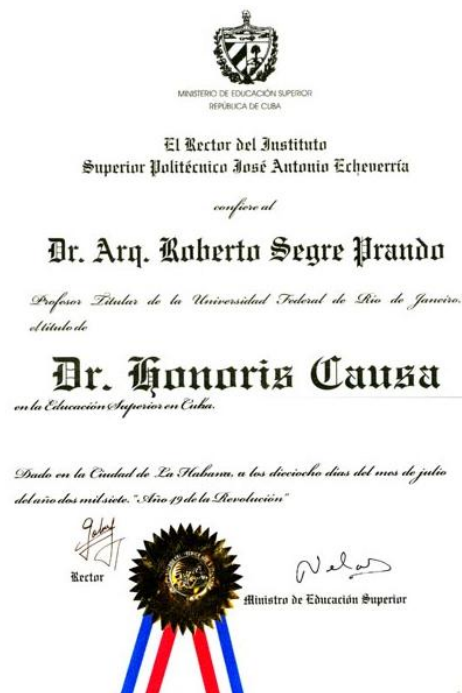 MINISTERIO DE EDUCACIÓN SUPERIOR
REPÚBLICA DE CUBA
El Rector del Instituto
Superior Politécnico José Antonio Echeverría
confiere al
Dr. Arq. Roberto Segre Prando
Profesor Titular de la Universidad Federal de Rio de Janeiro.
el título de
Dr. Honoris Causa
en la Educación Superior en Cuba.
Dado en la Ciudad de La Habana, a los dieciocho días del mes de julio
del año dos mil siete. "Año 49 de la Revolución"
Rector
Ministro de Educación Superior